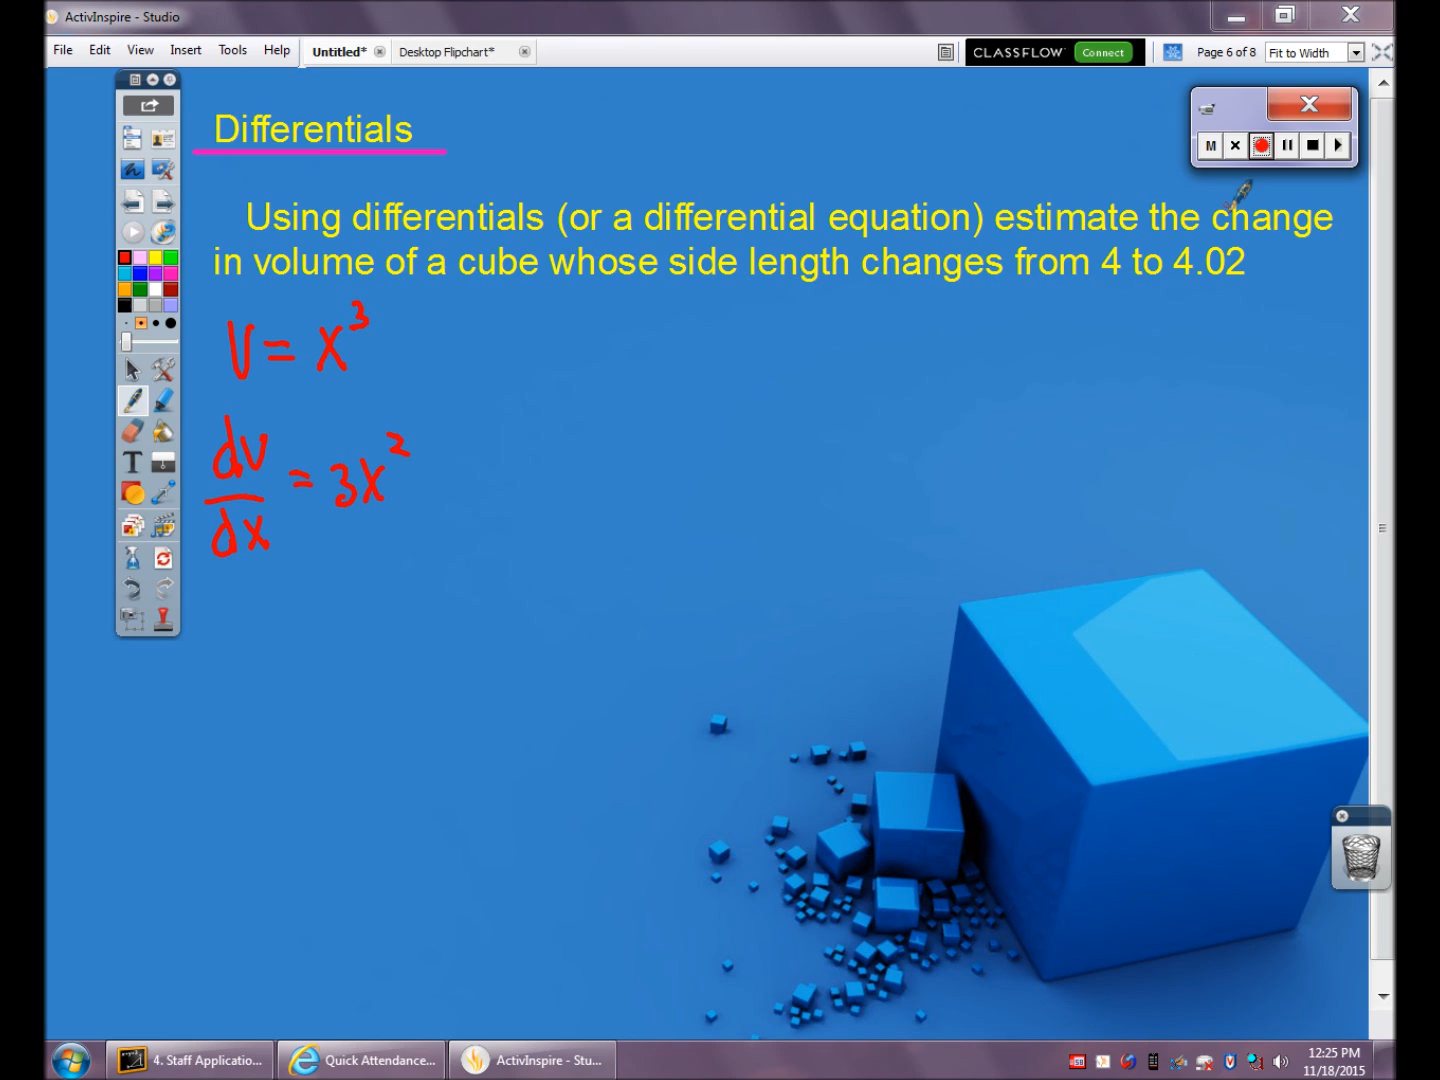 ActivInspire - Studio
File Edit View Insert Tools Help Untitled* Desktop Flipchart* CLASSFLOW Connect Page 6 of 8 Fit to Width
M
Differentials
Using differentials (or a differential equation) estimate the change
in volume of a cube whose side length changes from 4 to 4.02
V = x³
dv/dx = 3x²
T
4. Staff Applicatio... Quick Attendance... ActivInspire - Stu... 12:25 PM
11/18/2015